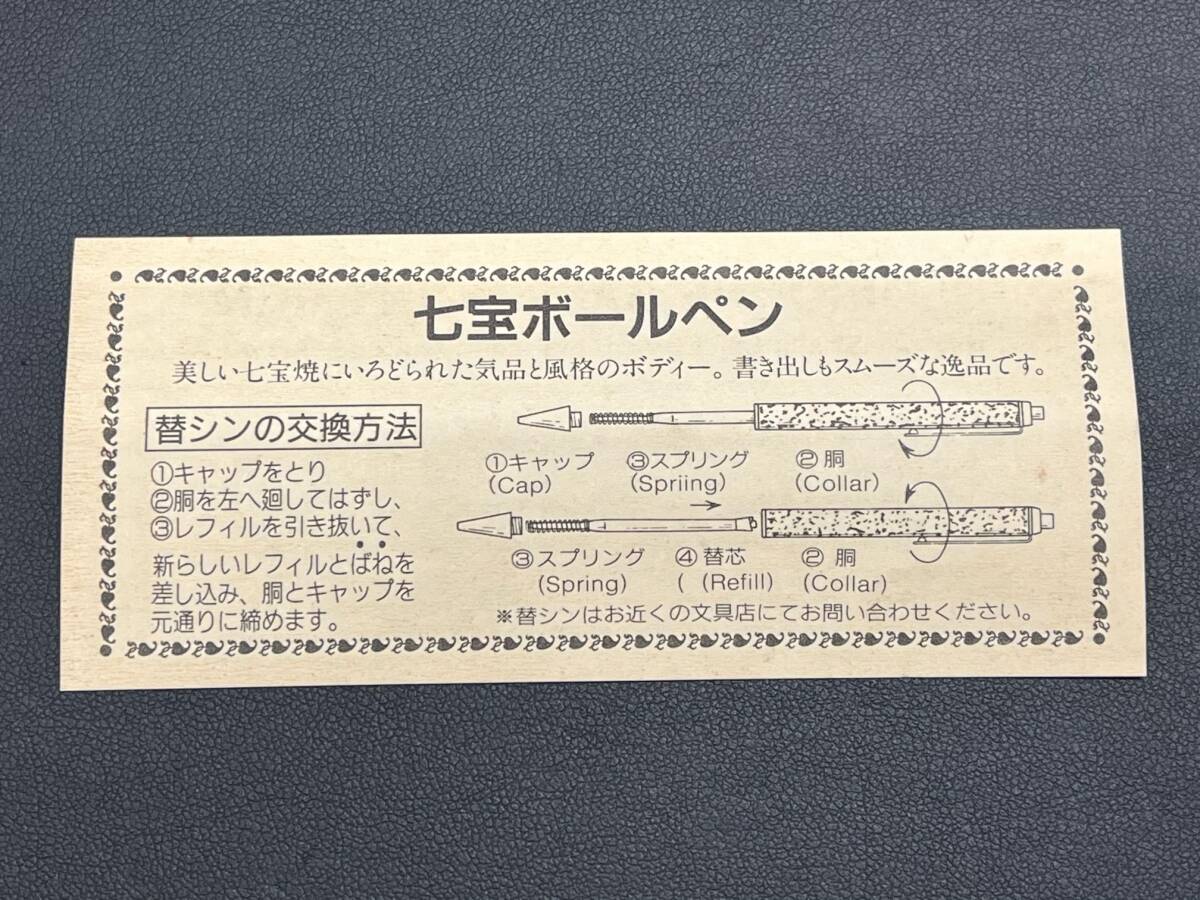 七宝ボールペン
美しい七宝焼にいろどられた気品と風格のボディー。書き出しもスムーズな逸品です。
替シンの交換方法
①キャップをとり
②胴を左へ廻してはずし、
③レフィルを引き抜いて、
新らしいレフィルとばねを
差し込み、胴とキャップを
元通りに締めます。
①キャップ ③スプリング ②胴
(Cap) (Spriing) (Collar)
③スプリング ④替芯 ②胴
(Spring) ( (Refill) (Collar)
※替シンはお近くの文具店にてお問い合わせください。